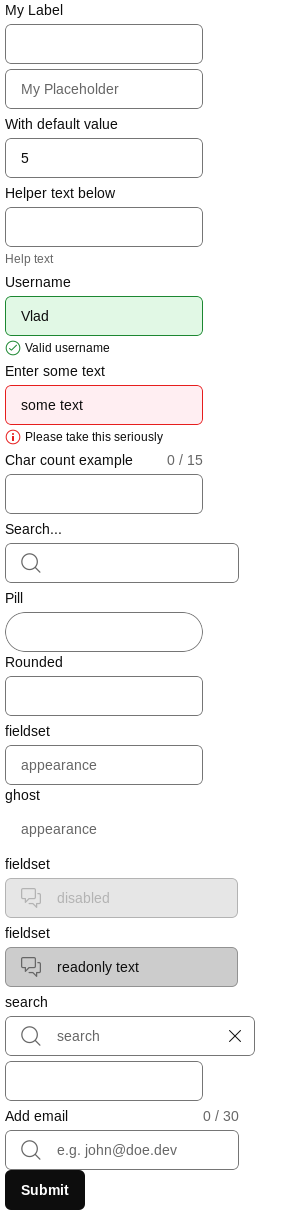 My Label
My Placeholder
With default value
5
Helper text below
Help text
Username
Vlad
Valid username
Enter some text
some text
Please take this seriously
Char count example 0 / 15
Search...
Pill
Rounded
fieldset
appearance
ghost
appearance
fieldset
disabled
fieldset
readonly text
search
search
Add email 0 / 30
e.g. john@doe.dev
Submit